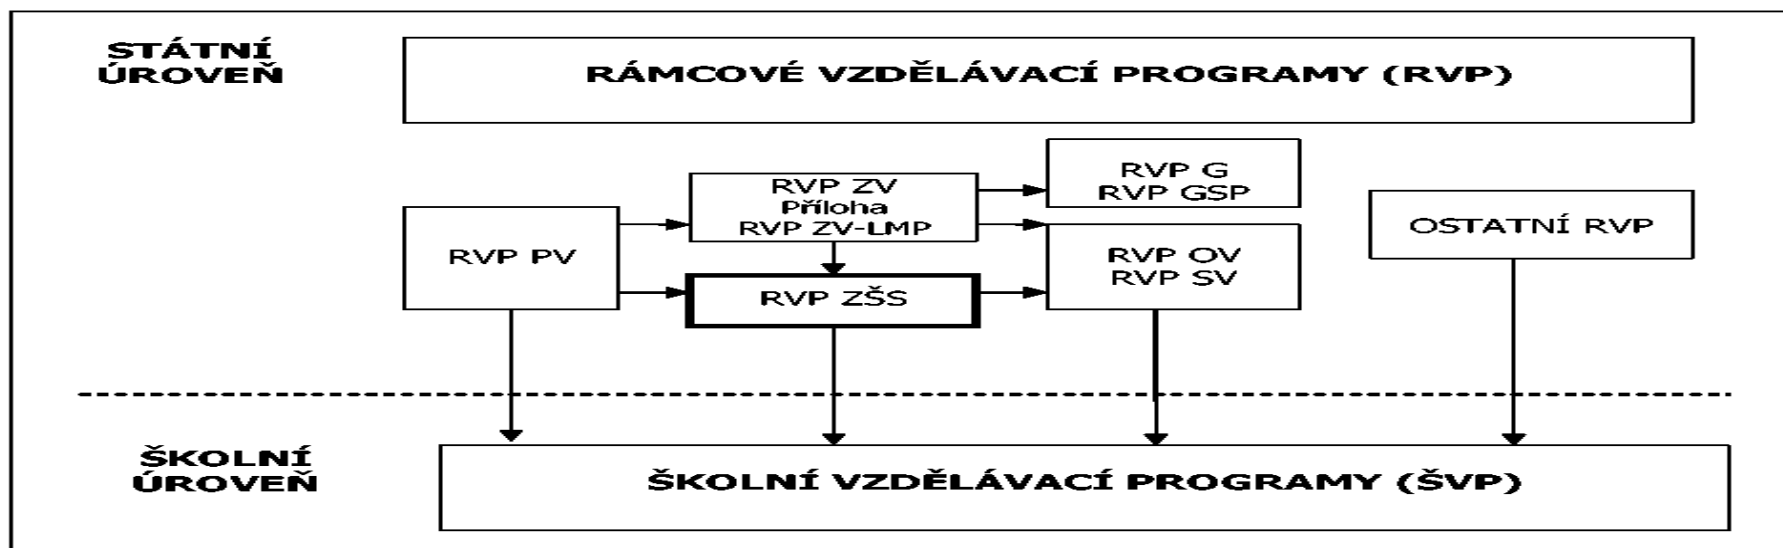 STÁTNÍ
ÚROVEŇ
RÁMCOVÉ VZDĚLÁVACÍ PROGRAMY (RVP)
RVP PV
RVP ZV
Příloha
RVP ZV-LMP
RVP ZŠS
RVP G
RVP GSP
RVP OV
RVP SV
OSTATNÍ RVP
ŠKOLNÍ
ÚROVEŇ
ŠKOLNÍ VZDĚLÁVACÍ PROGRAMY (ŠVP)